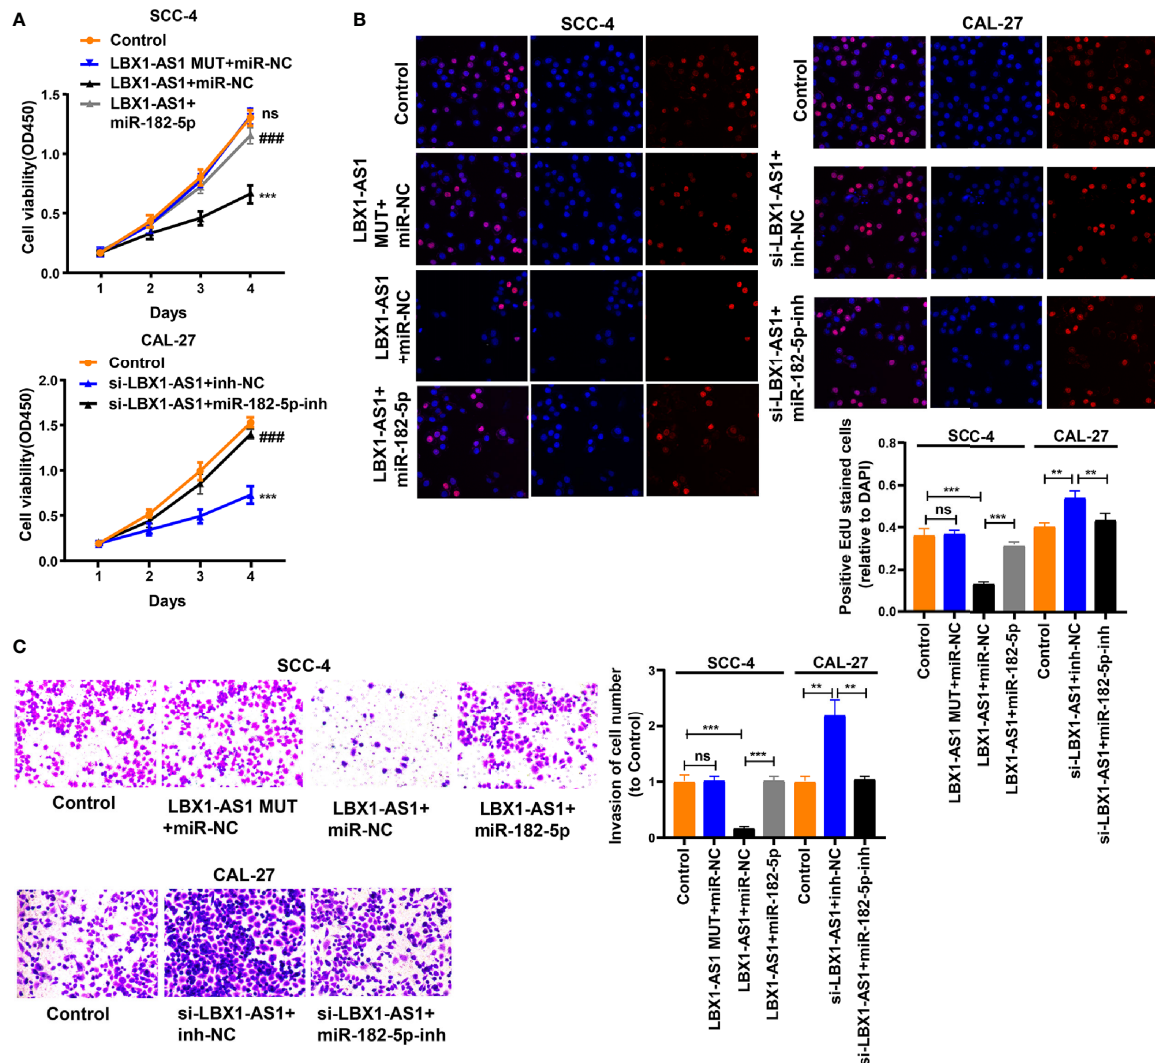 A
SCC-4
Control
LBX1-AS1 MUT+miR-NC
LBX1-AS1+miR-NC
LBX1-AS1+
miR-182-5p
Cell viability(OD450)
1.5
1.0
0.5
0.0
ns
###
***
1 2 3 4
Days
CAL-27
Control
si-LBX1-AS1+inh-NC
si-LBX1-AS1+miR-182-5p-inh
Cell viability(OD450)
2.0
1.5
1.0
0.5
0.0
###
***
1 2 3 4
Days
B
SCC-4
Control
LBX1-AS1
MUT+
miR-NC
LBX1-AS1
+miR-NC
LBX1-AS1+
miR-182-5p
CAL-27
Control
si-LBX1-AS1+
inh-NC
si-LBX1-AS1+
miR-182-5p-inh
Positive EdU stained cells
(relative to DAPI)
0.8
0.6
0.4
0.2
0.0
SCC-4 CAL-27
***
ns
***
** **
Control
LBX1-AS1 MUT+miR-NC
LBX1-AS1+miR-NC
LBX1-AS1+miR-182-5p
Control
si-LBX1-AS1+inh-NC
si-LBX1-AS1+miR-182-5p-inh
C
SCC-4
Control
LBX1-AS1 MUT
+miR-NC
LBX1-AS1+
miR-NC
LBX1-AS1+
miR-182-5p
CAL-27
Control
si-LBX1-AS1+
inh-NC
si-LBX1-AS1+
miR-182-5p-inh
Invasion of cell number
(to Control)
3
2
1
0
SCC-4 CAL-27
***
ns
***
** **
Control
LBX1-AS1 MUT+miR-NC
LBX1-AS1+miR-NC
LBX1-AS1+miR-182-5p
Control
si-LBX1-AS1+inh-NC
si-LBX1-AS1+miR-182-5p-inh